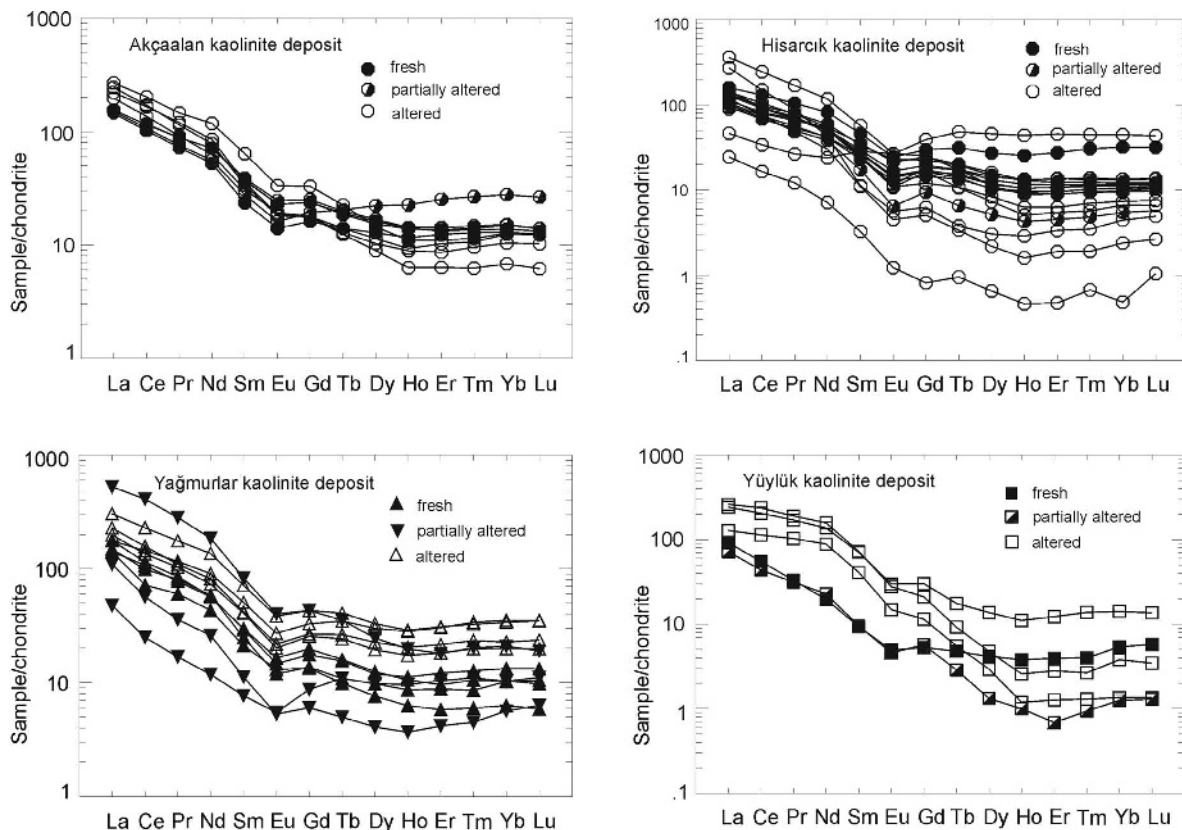 Akçaalan kaolinite deposit
fresh
partially altered
altered
1000
100
10
1
Sample/chondrite
La Ce Pr Nd Sm Eu Gd Tb Dy Ho Er Tm Yb Lu
Hisarcık kaolinite deposit
fresh
partially altered
altered
1000
100
10
1
.1
Sample/chondrite
La Ce Pr Nd Sm Eu Gd Tb Dy Ho Er Tm Yb Lu
Yağmurlar kaolinite deposit
fresh
partially altered
altered
1000
100
10
1
Sample/chondrite
La Ce Pr Nd Sm Eu Gd Tb Dy Ho Er Tm Yb Lu
Yüylük kaolinite deposit
fresh
partially altered
altered
1000
100
10
1
.1
Sample/chondrite
La Ce Pr Nd Sm Eu Gd Tb Dy Ho Er Tm Yb Lu